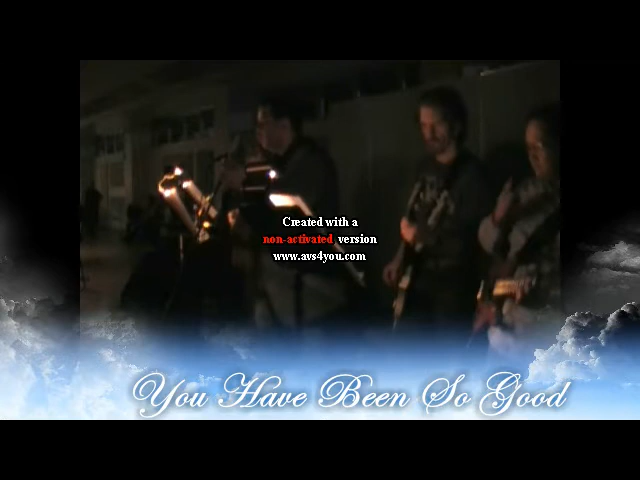 Created with a
non-activated version
www.avs4you.com
You Have Been So Good